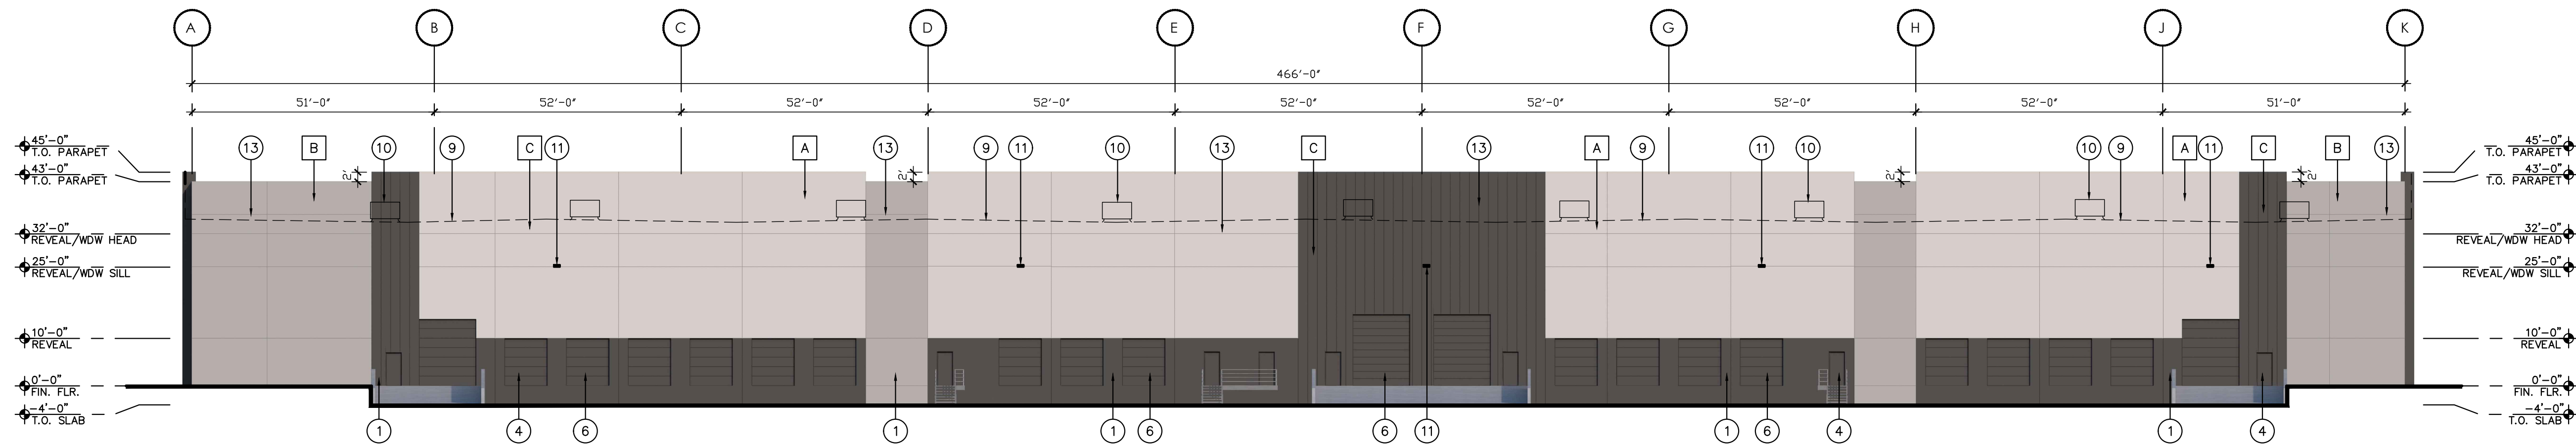 A B C D E F G H J K
466'-0"
51'-0" 52'-0" 52'-0" 52'-0" 52'-0" 52'-0" 52'-0" 52'-0" 51'-0"
13 B 10 9 C 11 A 13 9 11 10 13 C 13 A 9 11 10 10 9 A 11 C B 13
45'-0"
T.O. PARAPET
43'-0"
T.O. PARAPET
32'-0"
REVEAL/WDW HEAD
25'-0"
REVEAL/WDW SILL
10'-0"
REVEAL
0'-0"
FIN. FLR.
-4'-0"
T.O. SLAB
2' 2' 2' 2'
45'-0"
T.O. PARAPET
43'-0"
T.O. PARAPET
32'-0"
REVEAL/WDW HEAD
25'-0"
REVEAL/WDW SILL
10'-0"
REVEAL
0'-0"
FIN. FLR.
-4'-0"
T.O. SLAB
1 4 6 1 1 6 6 11 1 6 4 1 4